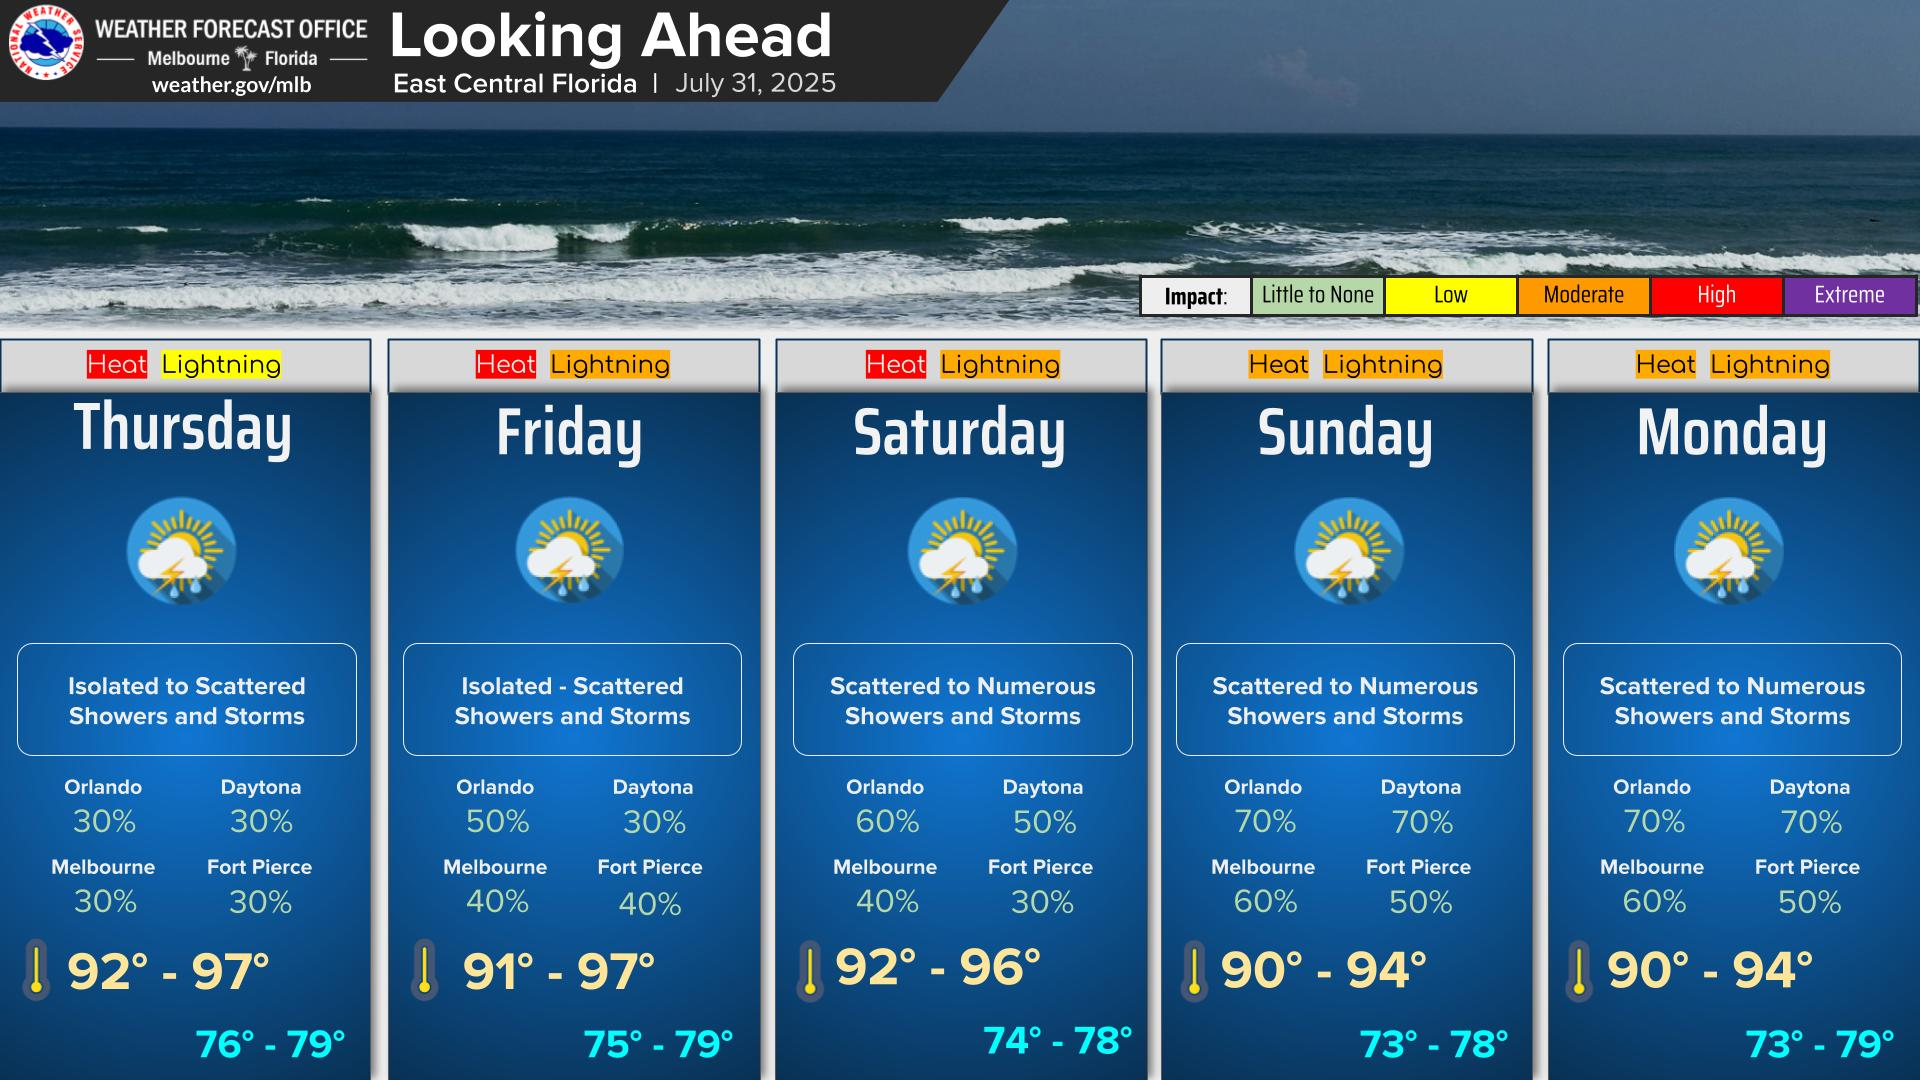 NATIONAL WEATHER SERVICE
WEATHER FORECAST OFFICE
Melbourne Florida
weather.gov/mlb
Looking Ahead
East Central Florida | July 31, 2025
Impact: Little to None Low Moderate High Extreme
Heat Lightning
Thursday
Isolated to Scattered
Showers and Storms
Orlando Daytona
30% 30%
Melbourne Fort Pierce
30% 30%
92° - 97°
76° - 79°
Heat Lightning
Friday
Isolated - Scattered
Showers and Storms
Orlando Daytona
50% 30%
Melbourne Fort Pierce
40% 40%
91° - 97°
75° - 79°
Heat Lightning
Saturday
Scattered to Numerous
Showers and Storms
Orlando Daytona
60% 50%
Melbourne Fort Pierce
40% 30%
92° - 96°
74° - 78°
Heat Lightning
Sunday
Scattered to Numerous
Showers and Storms
Orlando Daytona
70% 70%
Melbourne Fort Pierce
60% 50%
90° - 94°
73° - 78°
Heat Lightning
Monday
Scattered to Numerous
Showers and Storms
Orlando Daytona
70% 70%
Melbourne Fort Pierce
60% 50%
90° - 94°
73° - 79°